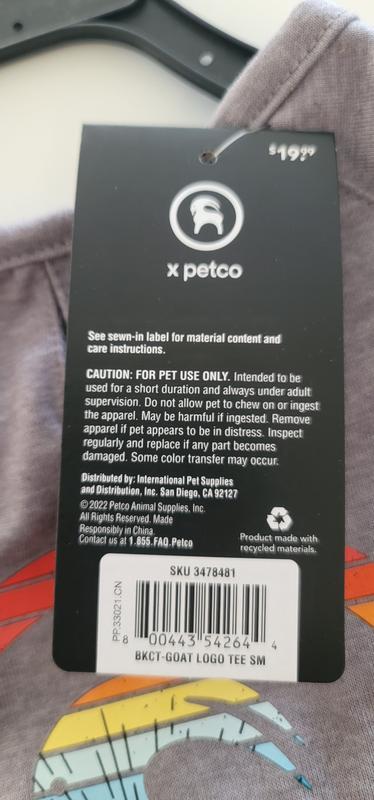 $19.99
x petco
See sewn-in label for material content and
care instructions.
CAUTION: FOR PET USE ONLY. Intended to be
used for a short duration and always under adult
supervision. Do not allow pet to chew on or ingest
the apparel. May be harmful if ingested. Remove
apparel if pet appears to be in distress. Inspect
regularly and replace if any part becomes
damaged. Some color transfer may occur.
Distributed by: International Pet Supplies
and Distribution, Inc. San Diego, CA 92127
© 2022 Petco Animal Supplies, Inc.
All Rights Reserved. Made
Responsibly in China.
Contact us at 1.855.FAQ.Petco
Product made with
recycled materials.
SKU 3478481
PP.33021.CN
8 00443 54264 4
BKCT-GOAT LOGO TEE SM